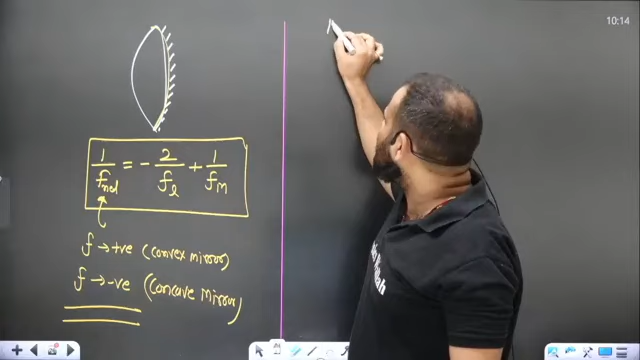 10:14
1/f_net = - 2/f_l + 1/f_m
f → +ve (convex mirror)
f → -ve (concave mirror)